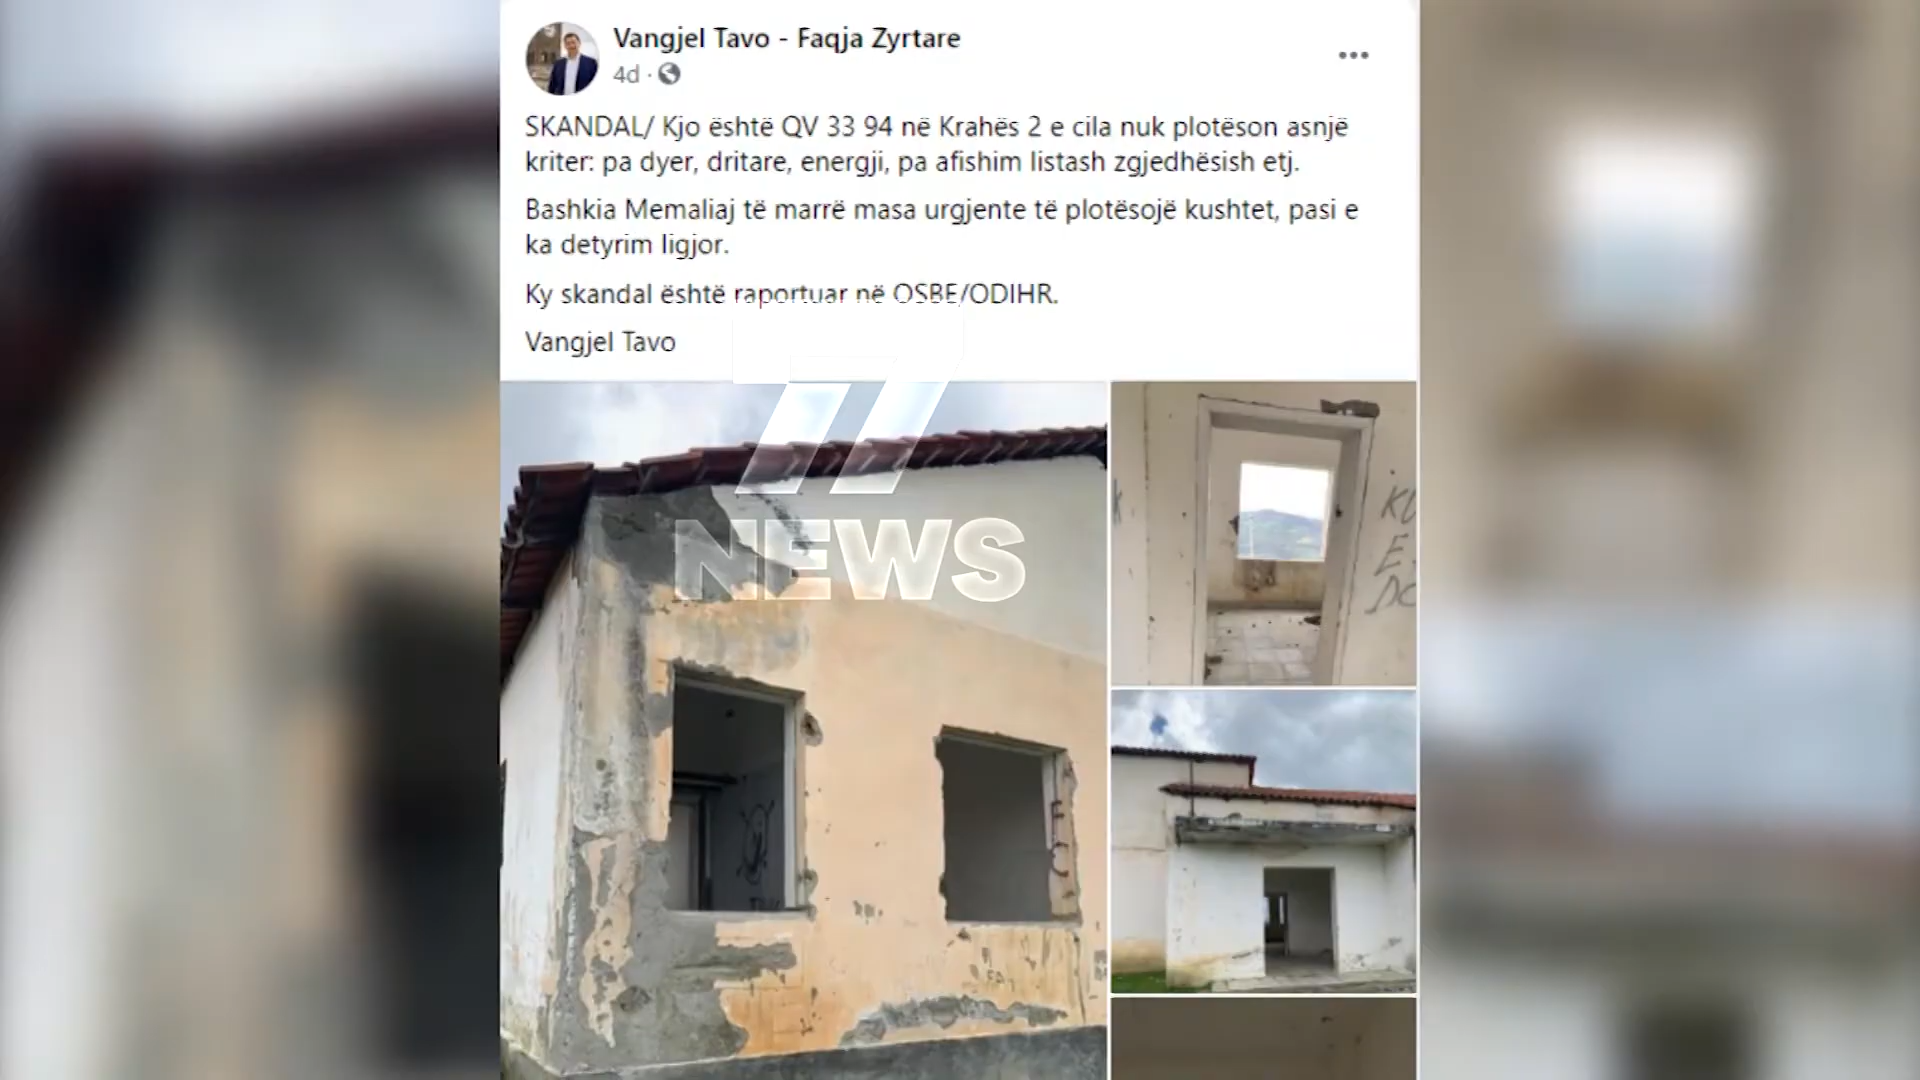 Vangjel Tavo - Faqja Zyrtare
4d ·
SKANDAL/ Kjo është QV 33 94 në Krahës 2 e cila nuk plotëson asnjë
kriter: pa dyer, dritare, energji, pa afishim listash zgjedhësish etj.
Bashkia Memaliaj të marrë masa urgjente të plotësojë kushtet, pasi e
ka detyrim ligjor.
Ky skandal është raportuar në OSBE/ODIHR.
Vangjel Tavo
NEWS